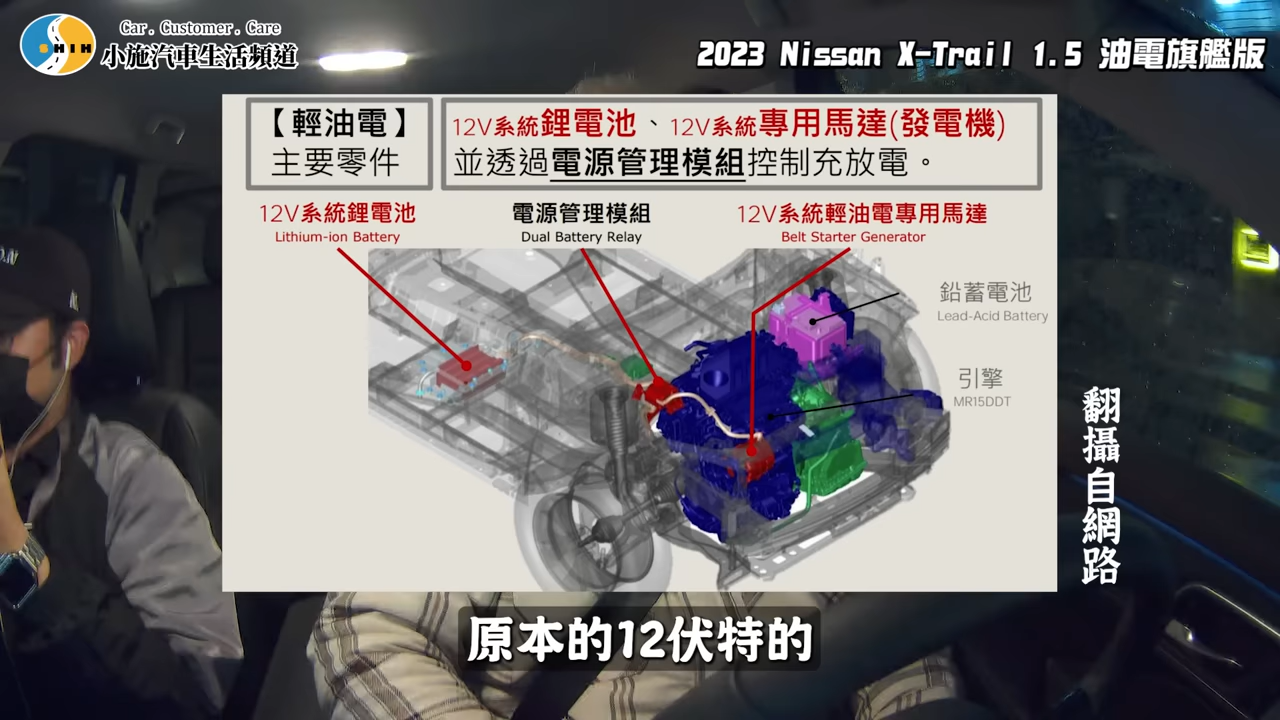 Car. Customer. Care
SHIH
小施汽車生活頻道
2023 Nissan X-Trail 1.5 油電旗艦版
【輕油電】
主要零件
12V系統鋰電池、12V系統專用馬達(發電機)
並透過電源管理模組控制充放電。
12V系統鋰電池
Lithium-ion Battery
電源管理模組
Dual Battery Relay
12V系統輕油電專用馬達
Belt Starter Generator
鉛蓄電池
Lead-Acid Battery
引擎
MR15DDT
翻攝自網路
原本的12伏特的